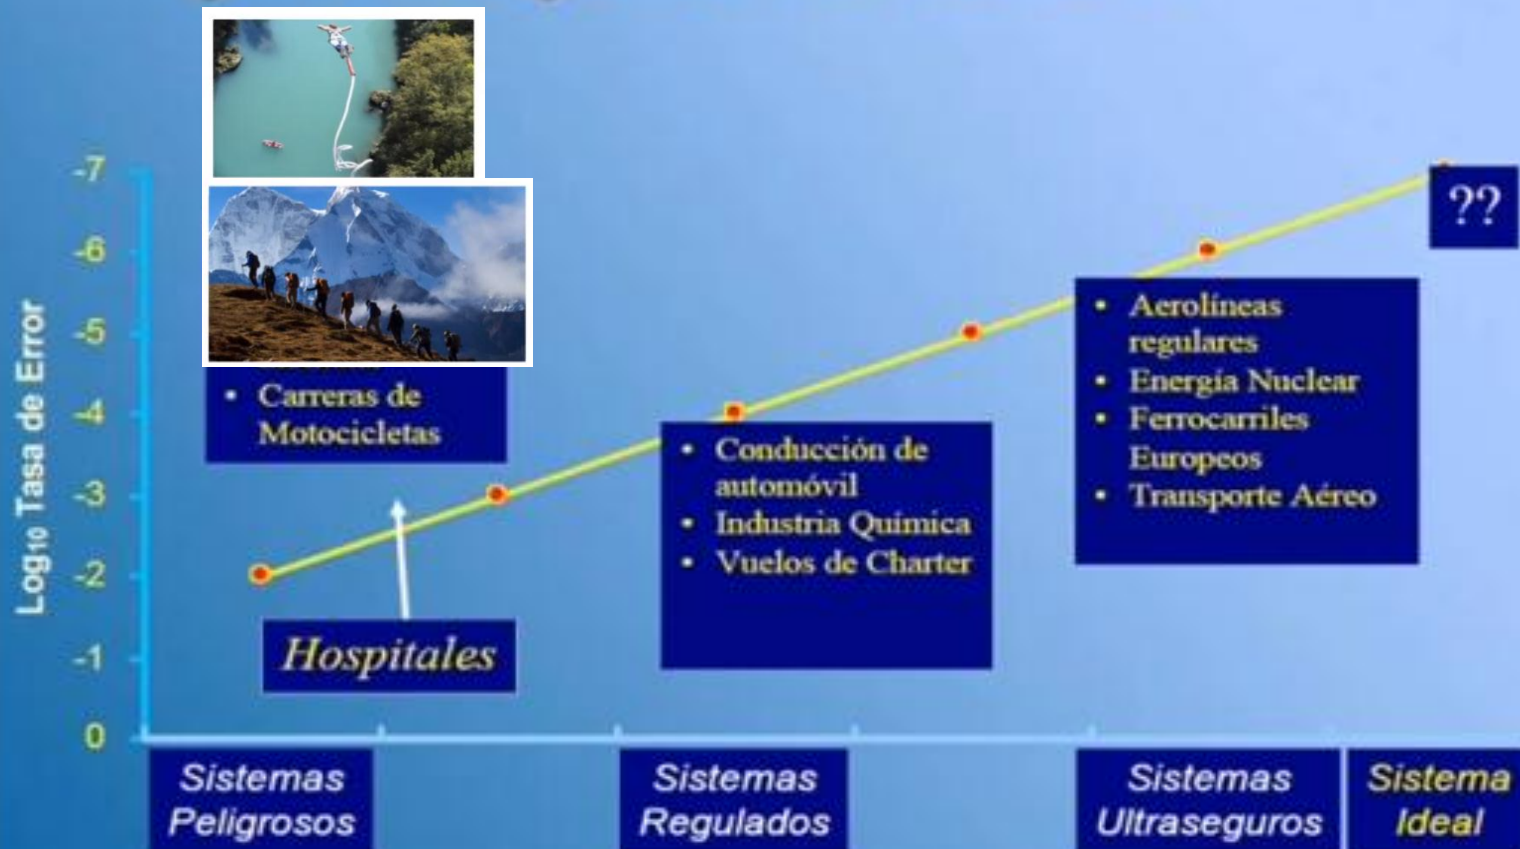 -7
-6
-5
-4
-3
-2
-1
0
Log10 Tasa de Error
• Carreras de
Motocicletas
Hospitales
• Conducción de
automóvil
• Industria Química
• Vuelos de Charter
• Aerolíneas
regulares
• Energía Nuclear
• Ferrocarriles
Europeos
• Transporte Aéreo
??
Sistemas
Peligrosos
Sistemas
Regulados
Sistemas
Ultraseguros
Sistema
Ideal